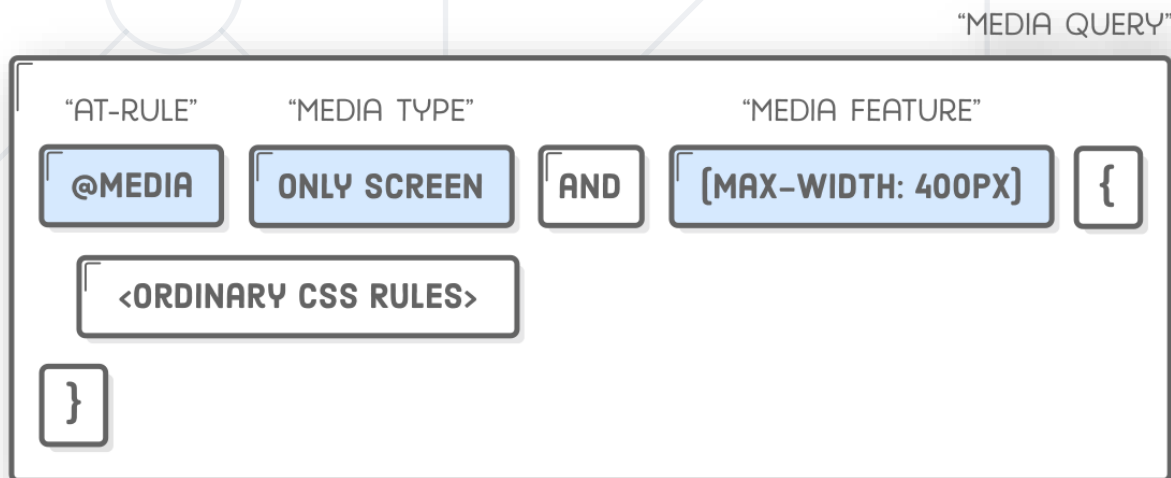 “MEDIA QUERY”
“AT-RULE” “MEDIA TYPE” “MEDIA FEATURE”
@MEDIA ONLY SCREEN AND (MAX-WIDTH: 400PX) {
<ORDINARY CSS RULES>
}